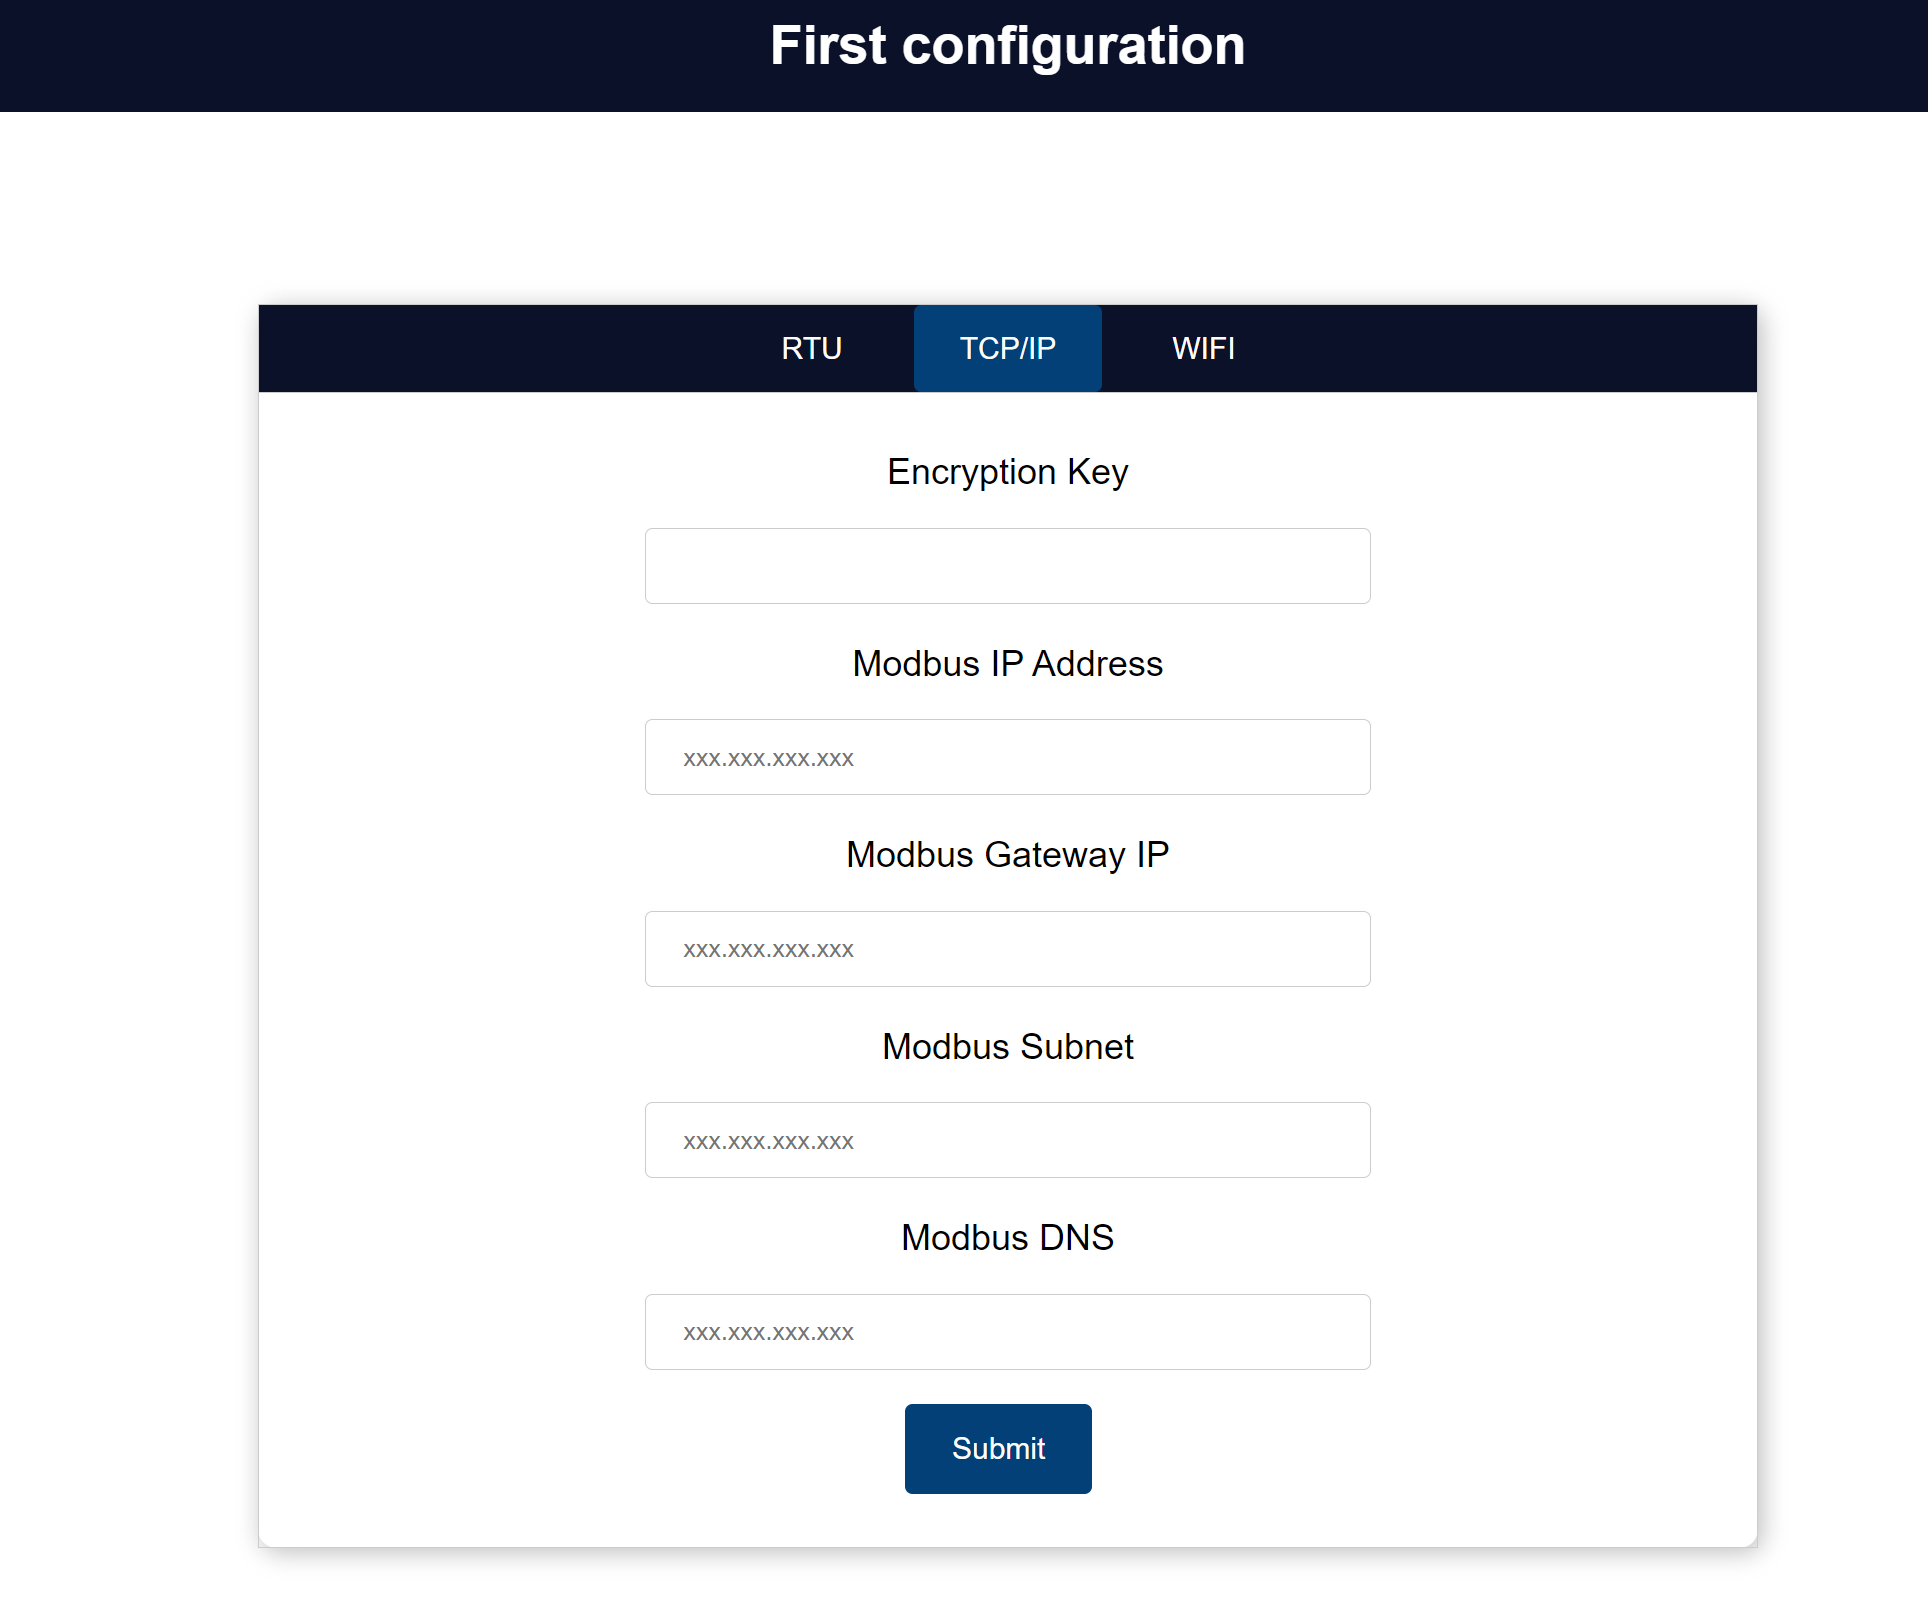 First configuration
RTU TCP/IP WIFI
Encryption Key
Modbus IP Address
xxx.xxx.xxx.xxx
Modbus Gateway IP
xxx.xxx.xxx.xxx
Modbus Subnet
xxx.xxx.xxx.xxx
Modbus DNS
xxx.xxx.xxx.xxx
Submit